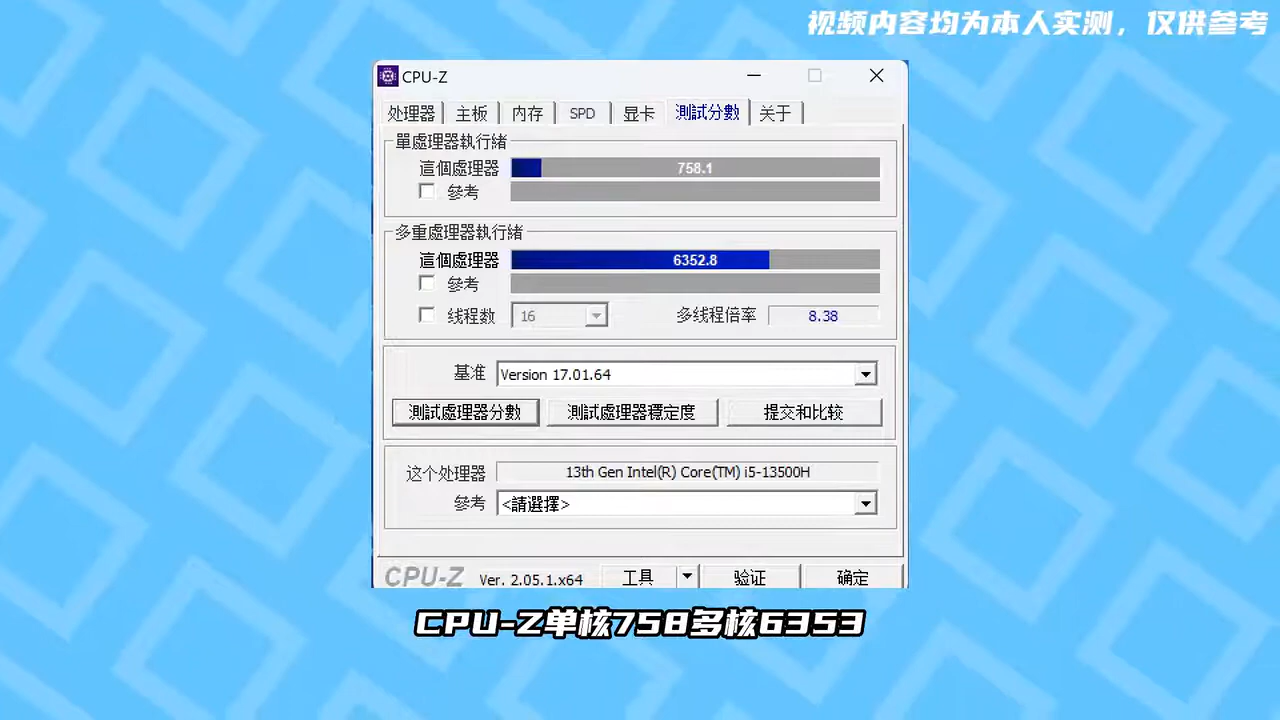 视频内容均为本人实测，仅供参考
CPU-Z
处理器 主板 内存 SPD 显卡 測試分數 关于
單處理器執行緒
這個處理器 758.1
參考
多重處理器執行緒
這個處理器 6352.8
參考
线程数 16 多线程倍率 8.38
基准 Version 17.01.64
測試處理器分數 測試處理器穩定度 提交和比较
这个处理器 13th Gen Intel(R) Core(TM) i5-13500H
參考 <請選擇>
CPU-Z Ver. 2.05.1.x64 工具 验证 确定
CPU-Z单核758多核6353